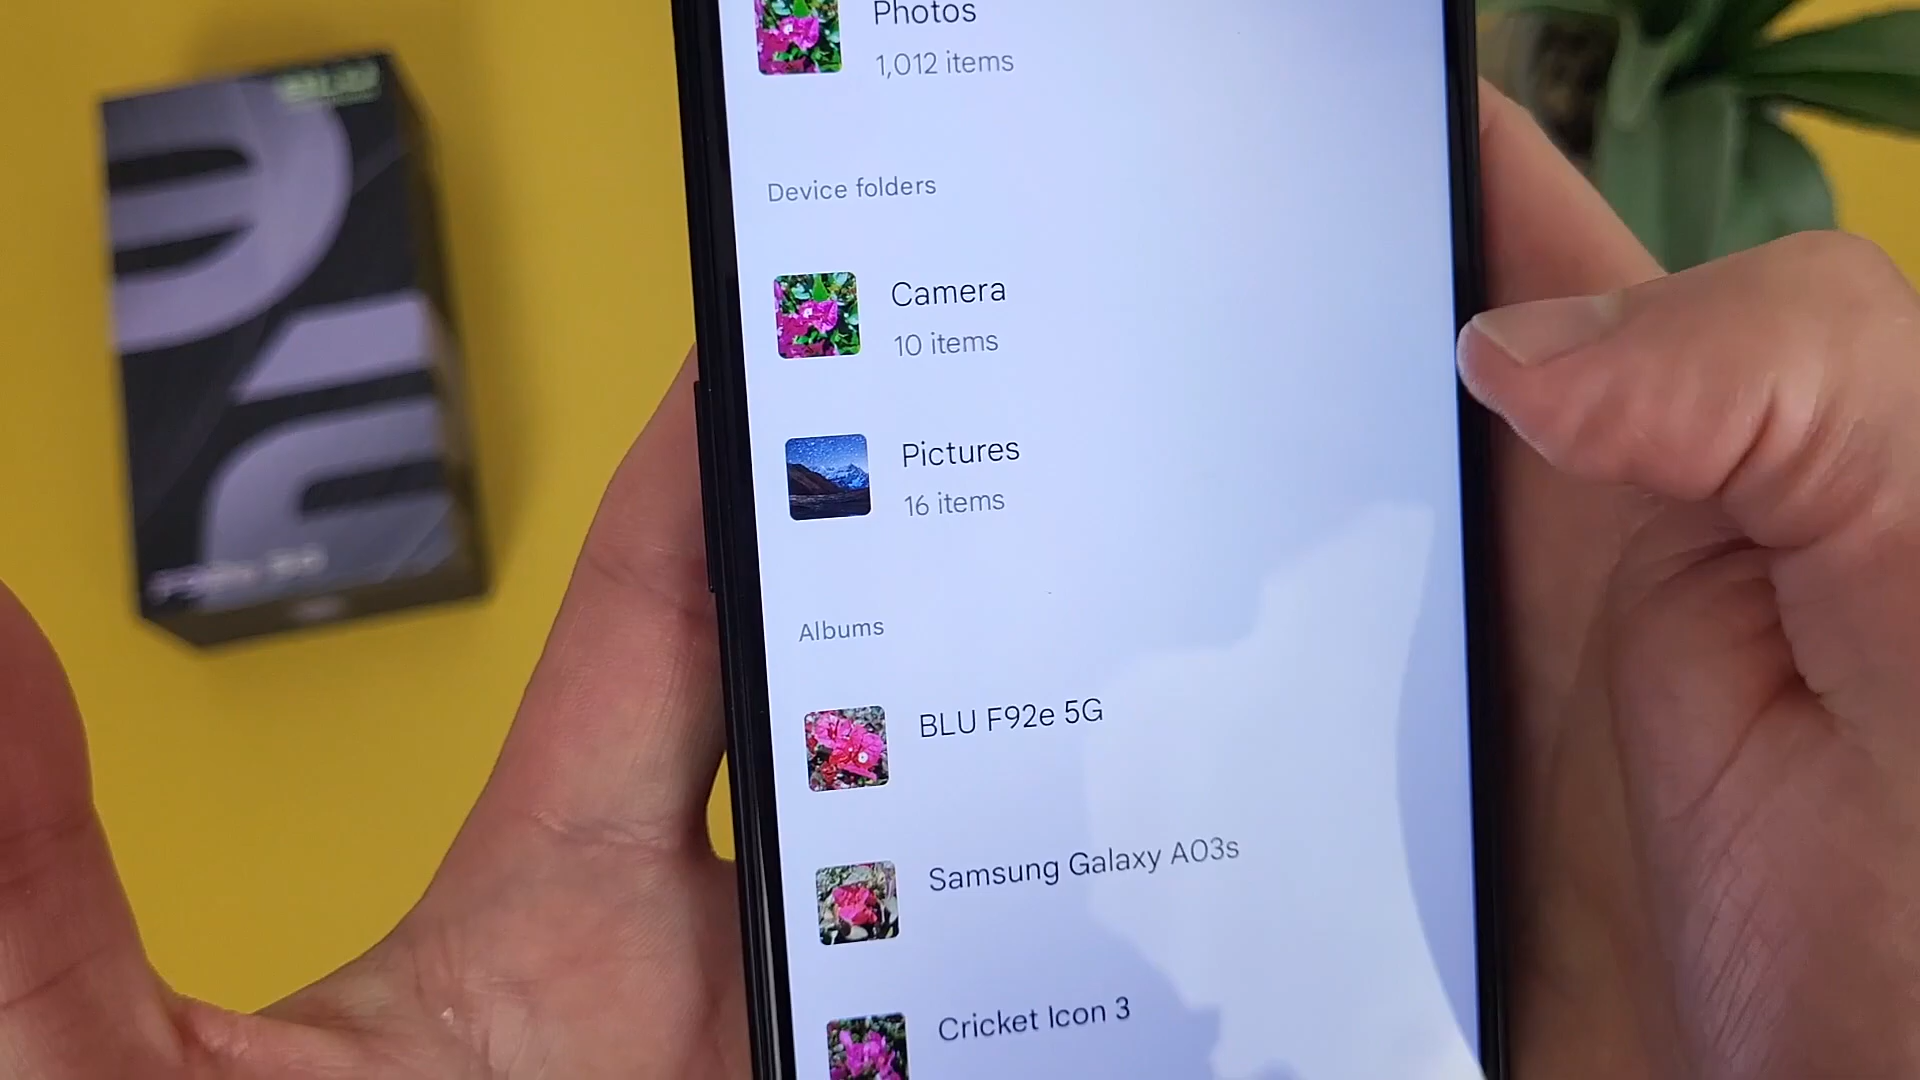 Photos
1,012 items
Device folders
Camera
10 items
Pictures
16 items
Albums
BLU F92e 5G
Samsung Galaxy A03s
Cricket Icon 3